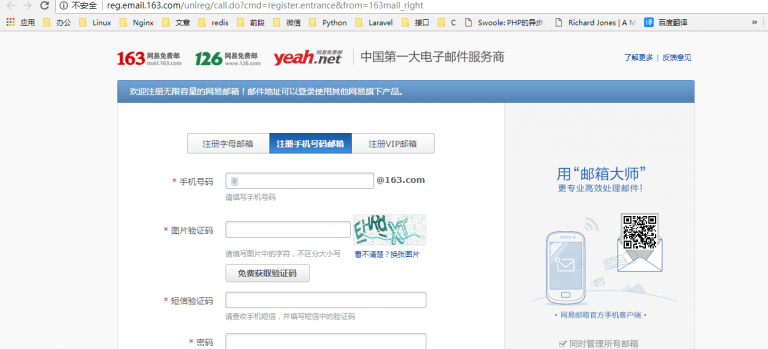 不安全 | reg.email.163.com/unireg/call.do?cmd=register.entrance&from=163mail_right
应用 办公 Linux Nginx 文章 redis 前段 微信 Python Laravel 接口 C Swoole: PHP的异步 Richard Jones | A M 译 百度翻译
163 网易免费邮 mail.163.com 126 网易免费邮 www.126.com yeah.net 网易免费邮 中国第一大电子邮件服务商 了解更多 | 反馈意见
欢迎注册无限容量的网易邮箱！邮件地址可以登录使用其他网易旗下产品。
注册字母邮箱 注册手机号码邮箱 注册VIP邮箱
* 手机号码 @163.com
请填写手机号码
* 图片验证码
请填写图片中的字符，不区分大小写 看不清楚？换张图片
免费获取验证码
* 短信验证码
请查收手机短信，并填写短信中的验证码
* 密码
用“邮箱大师”
更专业高效处理邮件！
• 网易邮箱官方手机客户端 •
同时管理所有邮箱